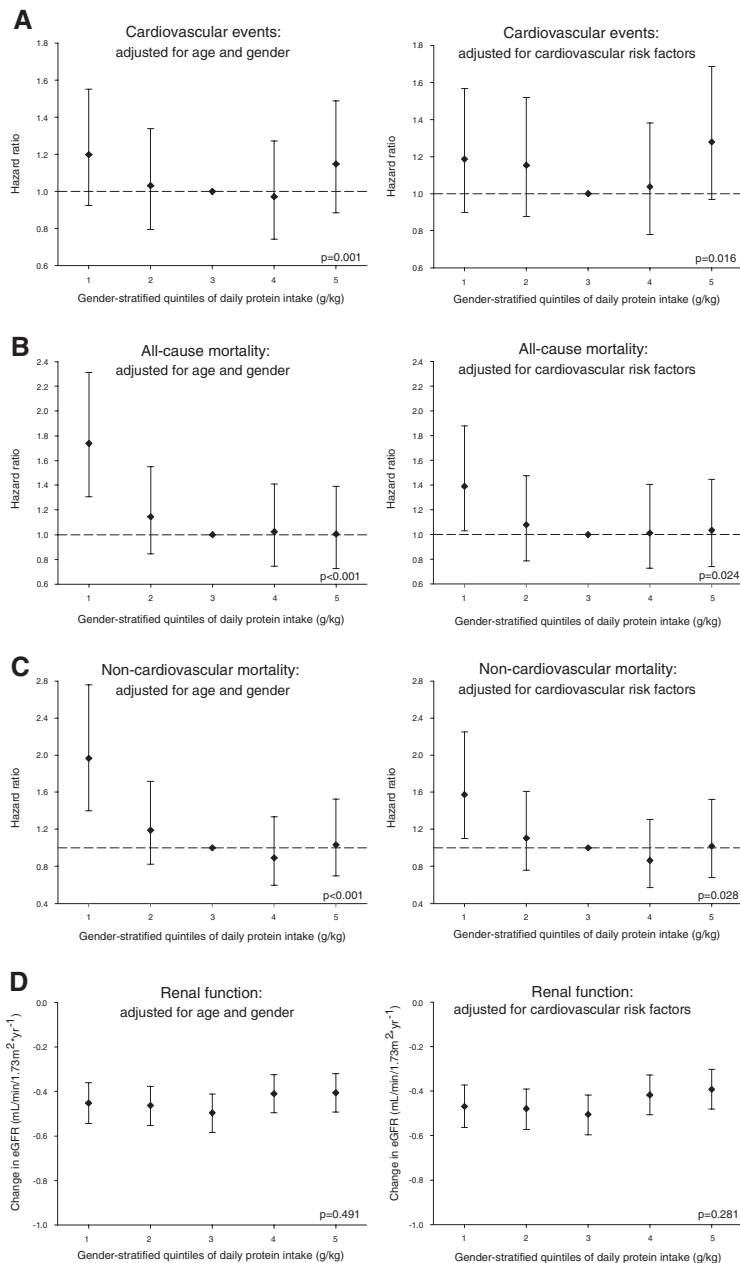 A
Cardiovascular events:
adjusted for age and gender
1.8
1.6
1.4
1.2
1.0
0.8
0.6
Hazard ratio
p=0.001
1 2 3 4 5
Gender-stratified quintiles of daily protein intake (g/kg)
Cardiovascular events:
adjusted for cardiovascular risk factors
1.8
1.6
1.4
1.2
1.0
0.8
0.6
Hazard ratio
p=0.016
1 2 3 4 5
Gender-stratified quintiles of daily protein intake (g/kg)
B
All-cause mortality:
adjusted for age and gender
2.4
2.2
2.0
1.8
1.6
1.4
1.2
1.0
0.8
0.6
Hazard ratio
p<0.001
1 2 3 4 5
Gender-stratified quintiles of daily protein intake (g/kg)
All-cause mortality:
adjusted for cardiovascular risk factors
2.4
2.2
2.0
1.8
1.6
1.4
1.2
1.0
0.8
0.6
Hazard ratio
p=0.024
1 2 3 4 5
Gender-stratified quintiles of daily protein intake (g/kg)
C
Non-cardiovascular mortality:
adjusted for age and gender
2.8
2.4
2.0
1.6
1.2
0.8
0.4
Hazard ratio
p<0.001
1 2 3 4 5
Gender-stratified quintiles of daily protein intake (g/kg)
Non-cardiovascular mortality:
adjusted for cardiovascular risk factors
2.8
2.4
2.0
1.6
1.2
0.8
0.4
Hazard ratio
p=0.028
1 2 3 4 5
Gender-stratified quintiles of daily protein intake (g/kg)
D
Renal function:
adjusted for age and gender
0.0
-0.2
-0.4
-0.6
-0.8
-1.0
Change in eGFR (mL/min/1.73m²*yr⁻¹)
p=0.491
1 2 3 4 5
Gender-stratified quintiles of daily protein intake (g/kg)
Renal function:
adjusted for cardiovascular risk factors
0.0
-0.2
-0.4
-0.6
-0.8
-1.0
Change in eGFR (mL/min/1.73m²*yr⁻¹)
p=0.281
1 2 3 4 5
Gender-stratified quintiles of daily protein intake (g/kg)